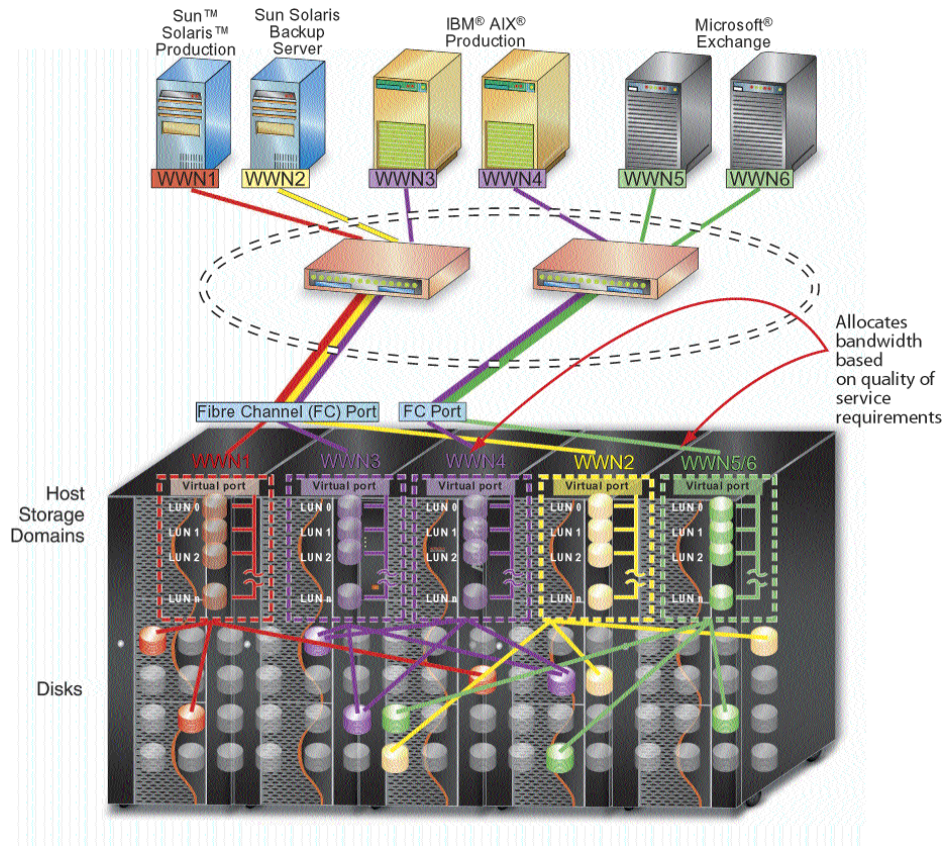 Sun™
Solaris™
Production
Sun Solaris
Backup
Server
IBM® AIX®
Production
Microsoft®
Exchange
WWN1
WWN2
WWN3
WWN4
WWN5
WWN6
Allocates
bandwidth
based
on quality of
service
requirements
Fibre Channel (FC) Port
FC Port
WWN1
WWN3
WWN4
WWN2
WWN5/6
Host
Storage
Domains
Virtual port
Virtual port
Virtual port
Virtual port
Virtual port
LUN 0
LUN 0
LUN 0
LUN 0
LUN 0
LUN 1
LUN 1
LUN 1
LUN 1
LUN 1
LUN 2
LUN 2
LUN 2
LUN 2
LUN 2
LUN n
LUN n
LUN n
LUN n
LUN n
Disks